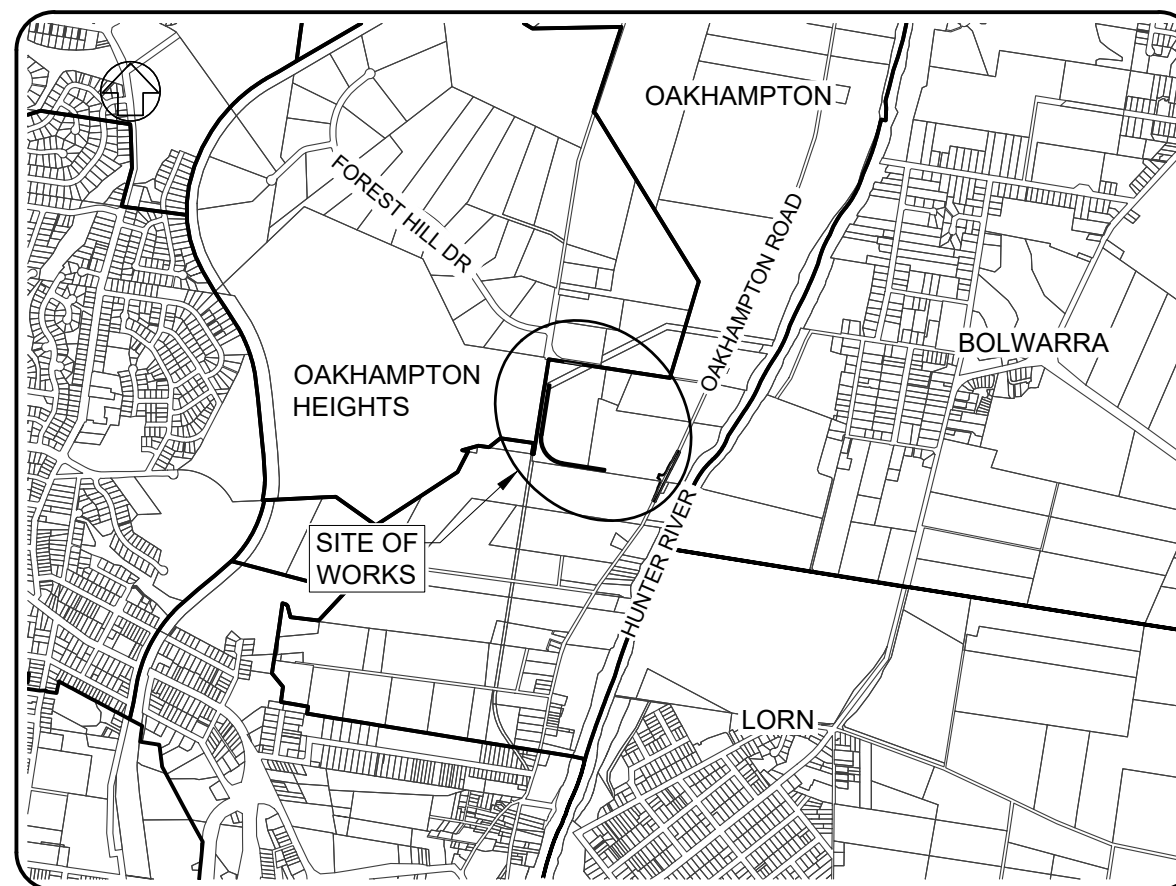 OAKHAMPTON
FOREST HILL DR
OAKHAMPTON ROAD
BOLWARRA
OAKHAMPTON
HEIGHTS
SITE OF
WORKS
HUNTER RIVER
LORN